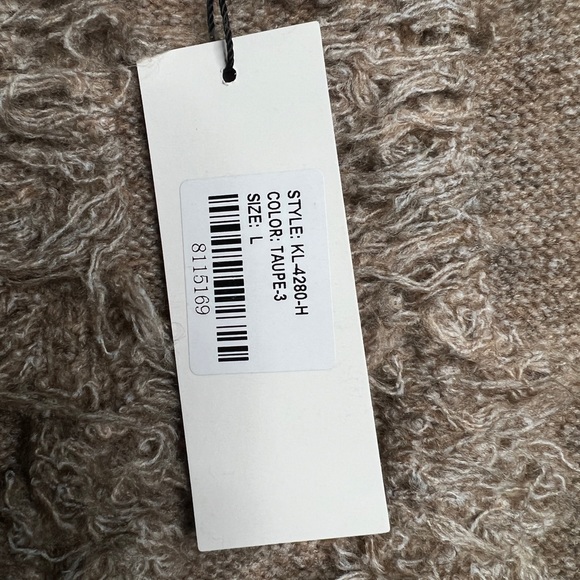 STYLE: KL-4280-H
COLOR: TAUPE-3
SIZE: L
8115169